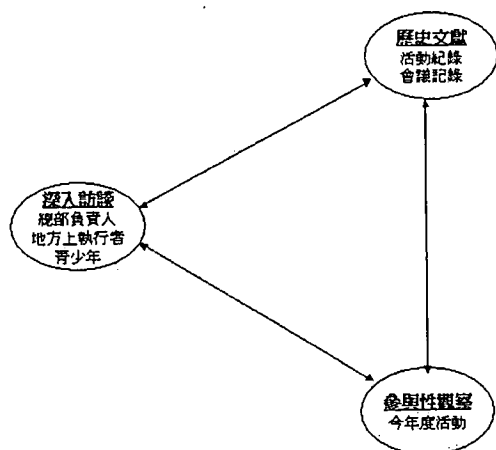 歷史文獻
活動紀錄
會議記錄
深入訪談
總部負責人
地方上執行者
青少年
參與性觀察
今年度活動